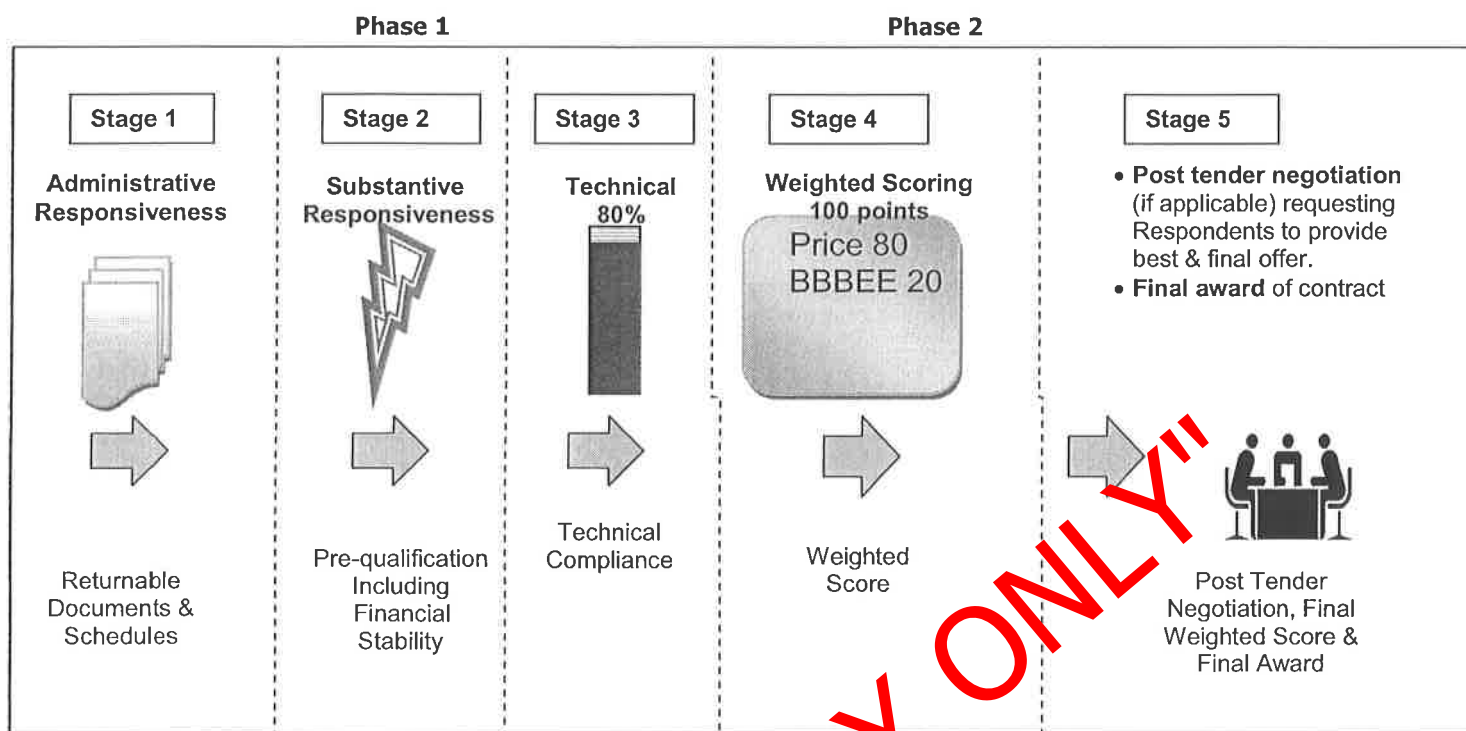 Phase 1
Phase 2
Stage 1
Administrative
Responsiveness
Returnable
Documents &
Schedules
Stage 2
Substantive
Responsiveness
Pre-qualification
Including
Financial
Stability
Stage 3
Technical
80%
Technical
Compliance
Stage 4
Weighted Scoring
100 points
Price 80
BBBEE 20
Weighted
Score
Stage 5
• Post tender negotiation
(if applicable) requesting
Respondents to provide
best & final offer.
• Final award of contract
Post Tender
Negotiation, Final
Weighted Score &
Final Award
ONLY"